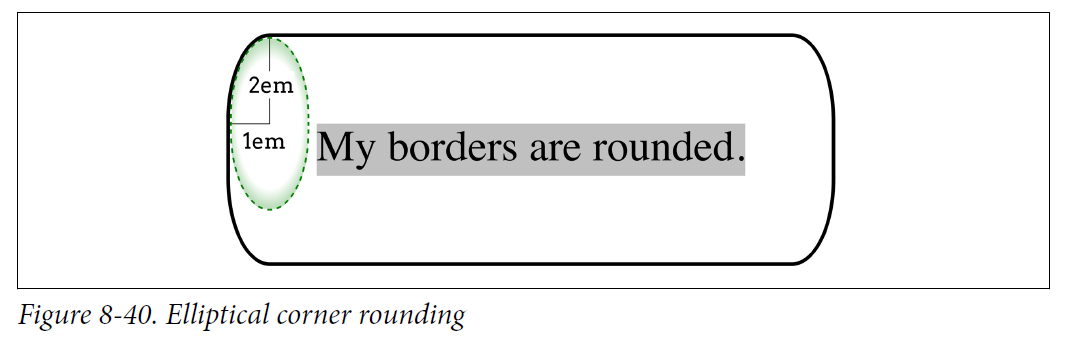 2em
1em
My borders are rounded.
Figure 8-40. Elliptical corner rounding